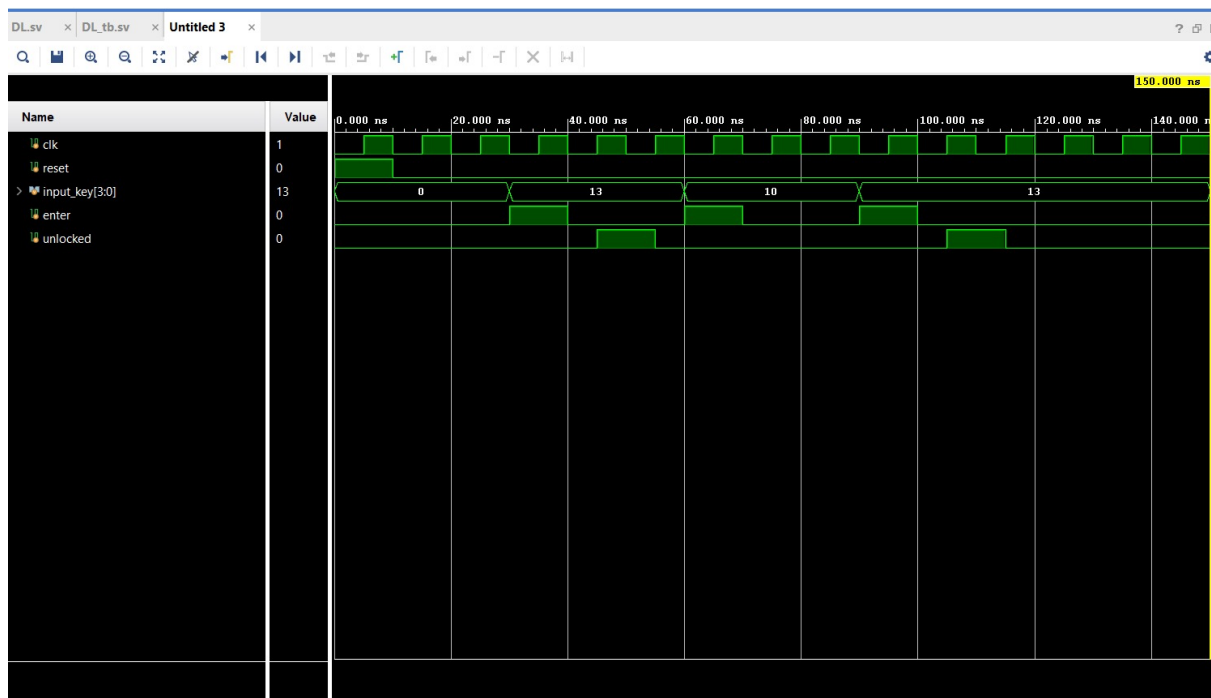 DL.sv × DL_tb.sv × Untitled 3 ×
?
150.000 ns
Name Value
0.000 ns 20.000 ns 40.000 ns 60.000 ns 80.000 ns 100.000 ns 120.000 ns 140.000 n
clk 1
reset 0
> input_key[3:0] 13 0 13 10 13
enter 0
unlocked 0